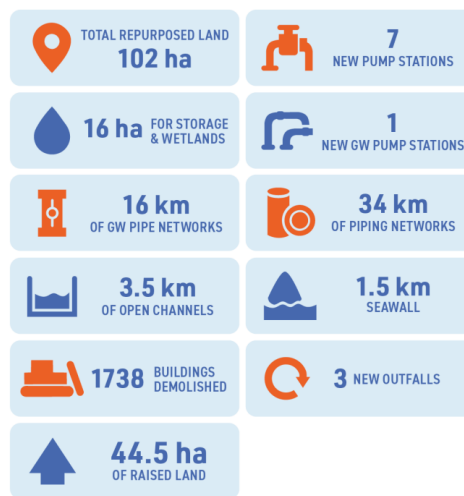 TOTAL REPURPOSED LAND
102 ha
7
NEW PUMP STATIONS
16 ha FOR STORAGE
& WETLANDS
1
NEW GW PUMP STATIONS
16 km
OF GW PIPE NETWORKS
34 km
OF PIPING NETWORKS
3.5 km
OF OPEN CHANNELS
1.5 km
SEAWALL
1738 BUILDINGS
DEMOLISHED
3 NEW OUTFALLS
44.5 ha
OF RAISED LAND